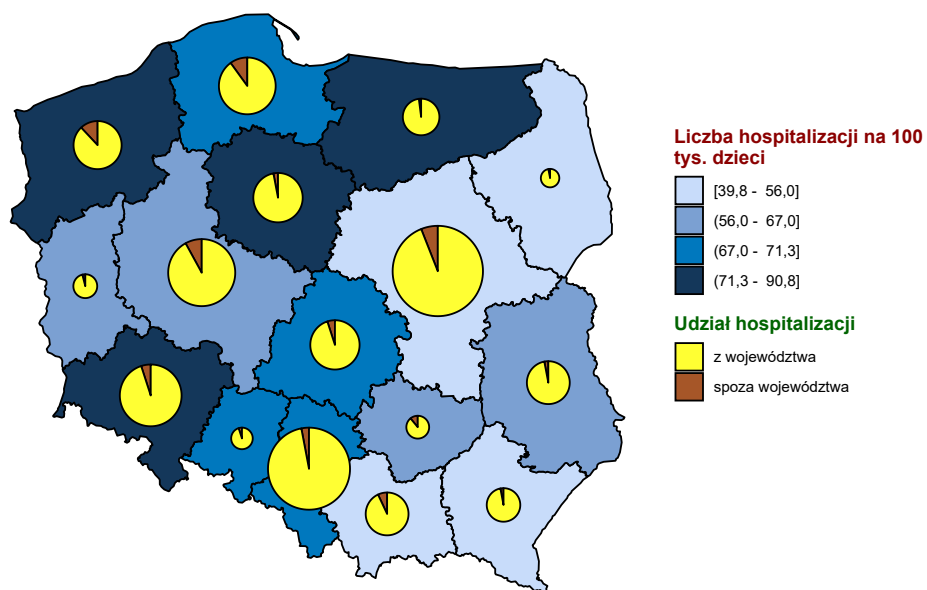 Liczba hospitalizacji na 100
tys. dzieci
[39,8 - 56,0]
(56,0 - 67,0]
(67,0 - 71,3]
(71,3 - 90,8]
Udział hospitalizacji
z województwa
spoza województwa